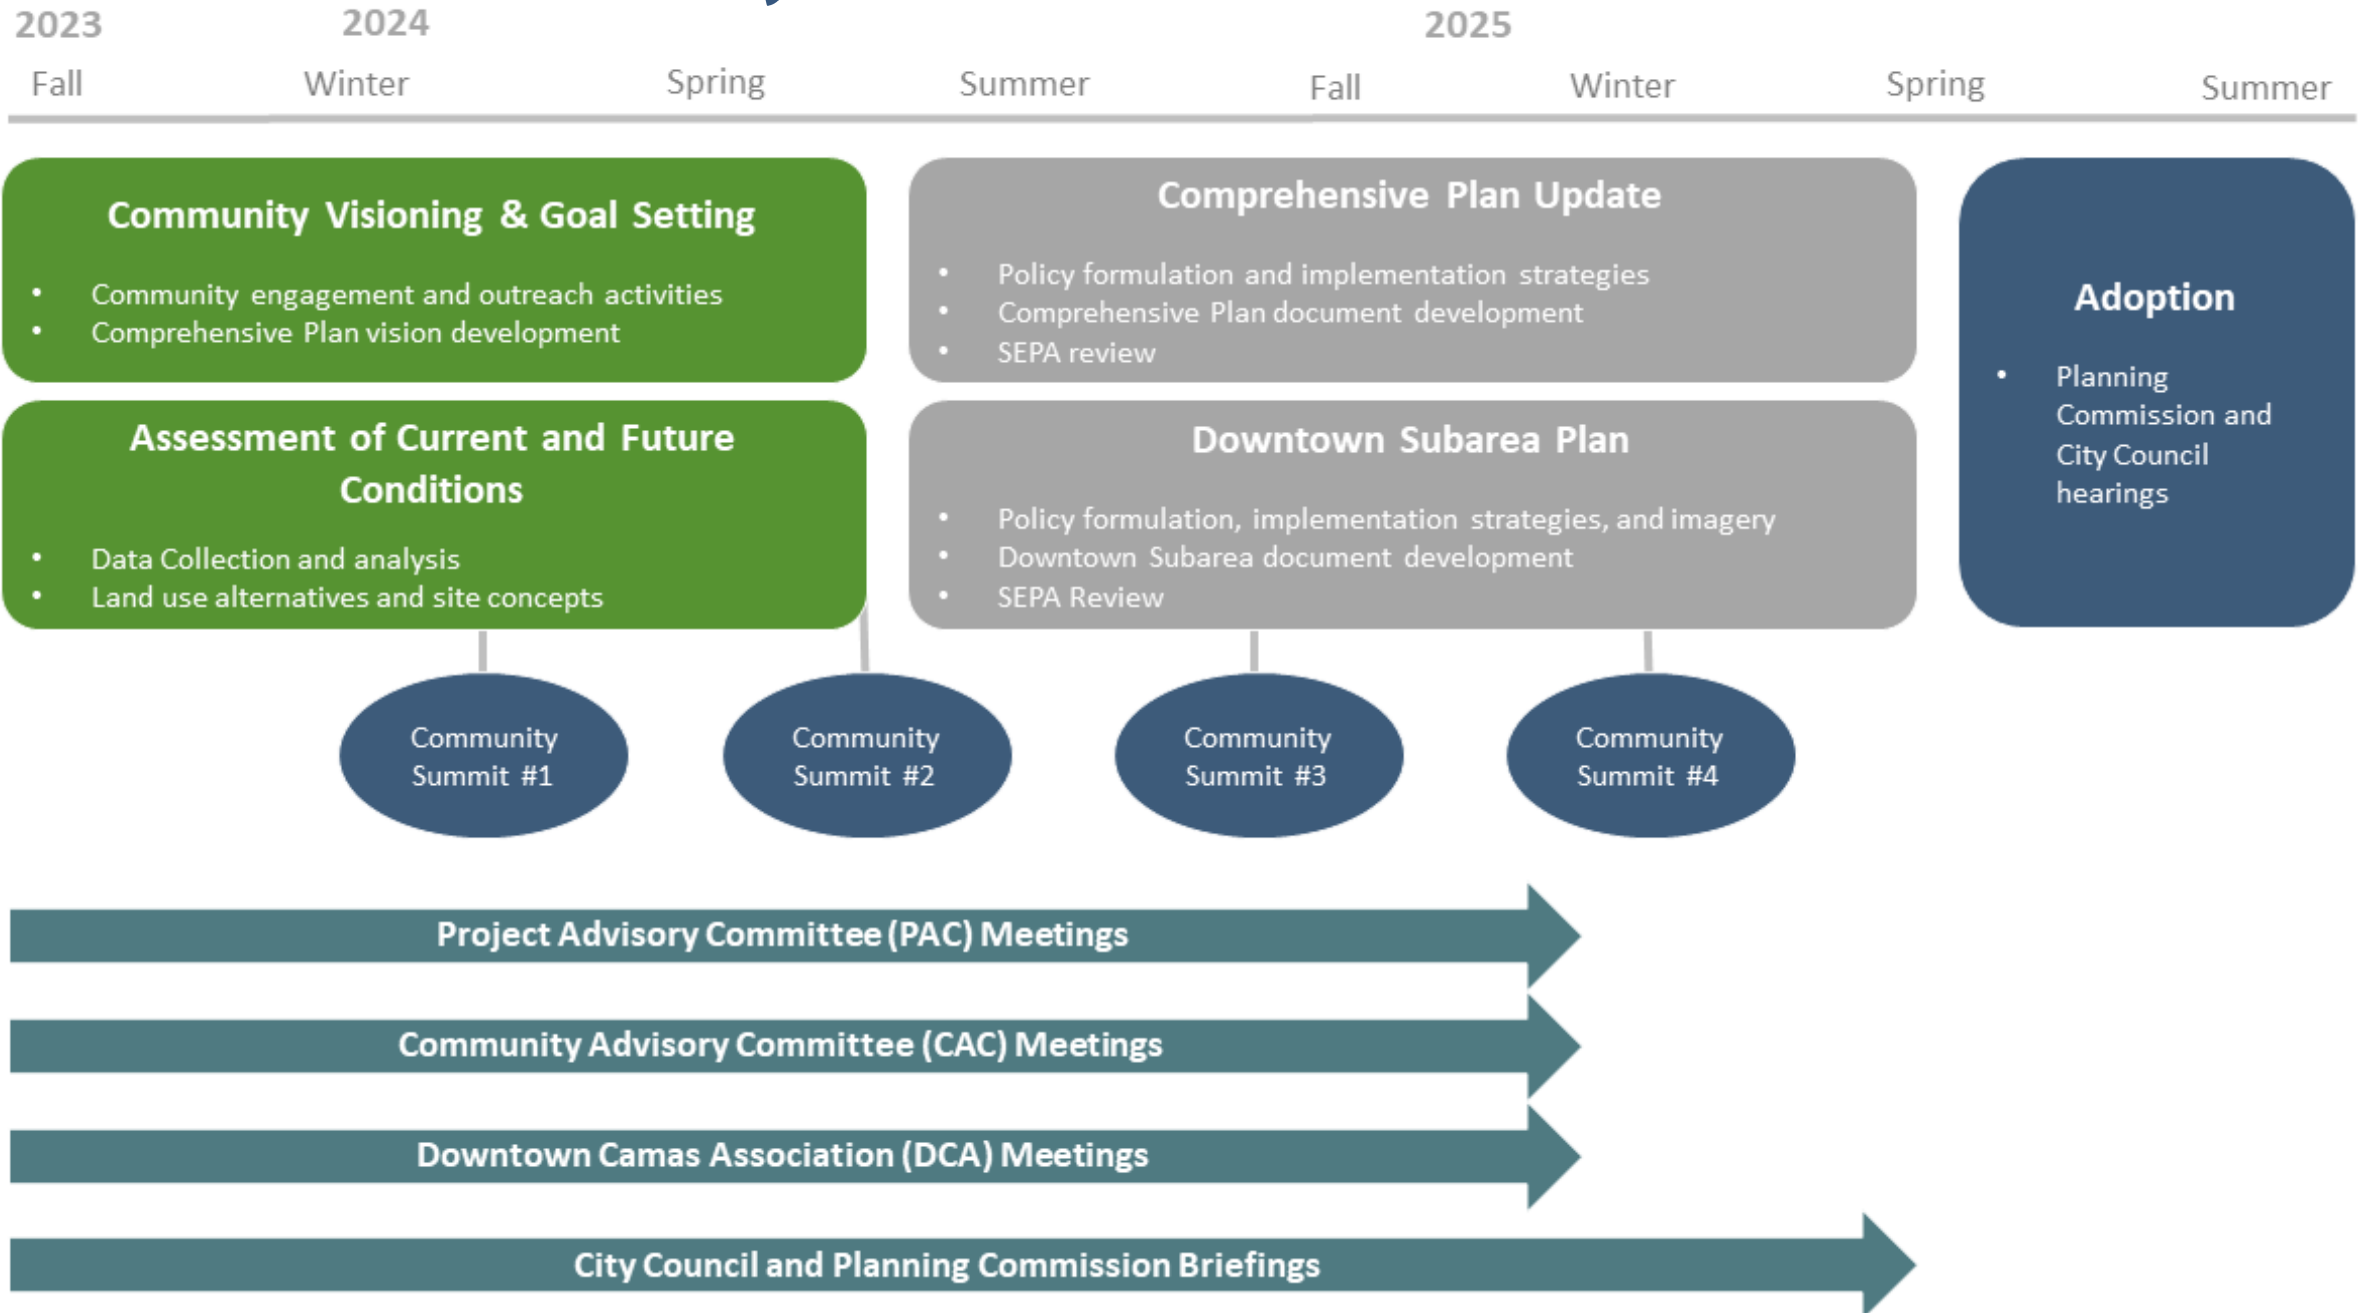 2023 2024 2025
Fall Winter Spring Summer Fall Winter Spring Summer
Community Visioning & Goal Setting
• Community engagement and outreach activities
• Comprehensive Plan vision development
Comprehensive Plan Update
• Policy formulation and implementation strategies
• Comprehensive Plan document development
• SEPA review
Adoption
• Planning
Commission and
City Council
hearings
Assessment of Current and Future
Conditions
• Data Collection and analysis
• Land use alternatives and site concepts
Downtown Subarea Plan
• Policy formulation, implementation strategies, and imagery
• Downtown Subarea document development
• SEPA Review
Community
Summit #1
Community
Summit #2
Community
Summit #3
Community
Summit #4
Project Advisory Committee (PAC) Meetings
Community Advisory Committee (CAC) Meetings
Downtown Camas Association (DCA) Meetings
City Council and Planning Commission Briefings